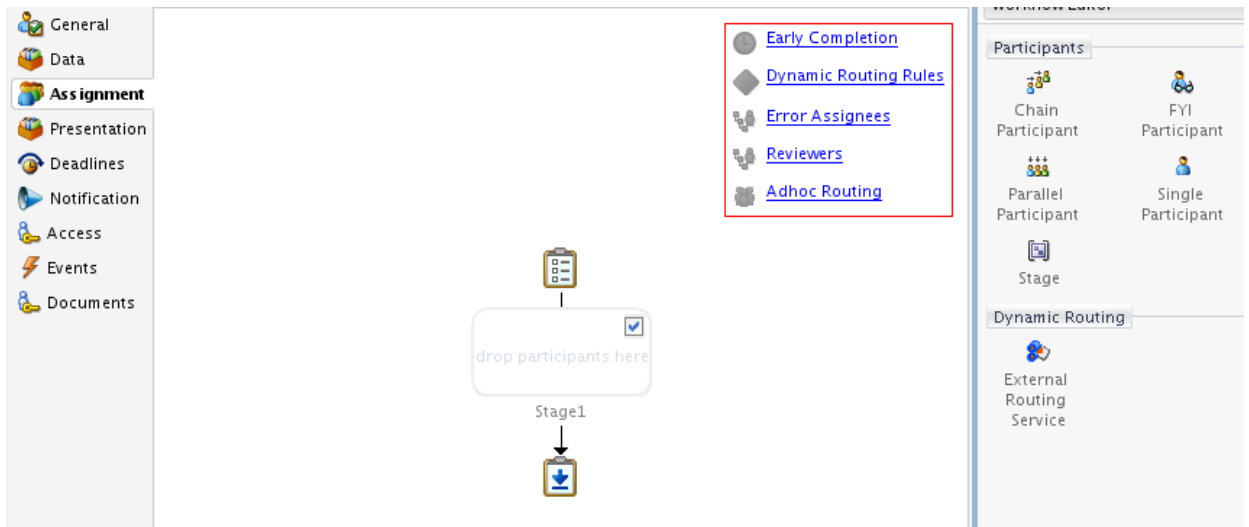 General
Data
Assignment
Presentation
Deadlines
Notification
Access
Events
Documents
Early Completion
Dynamic Routing Rules
Error Assignees
Reviewers
Adhoc Routing
drop participants here
Stage1
Workflow Editor
Participants
Chain
Participant
FYI
Participant
Parallel
Participant
Single
Participant
Stage
Dynamic Routing
External
Routing
Service